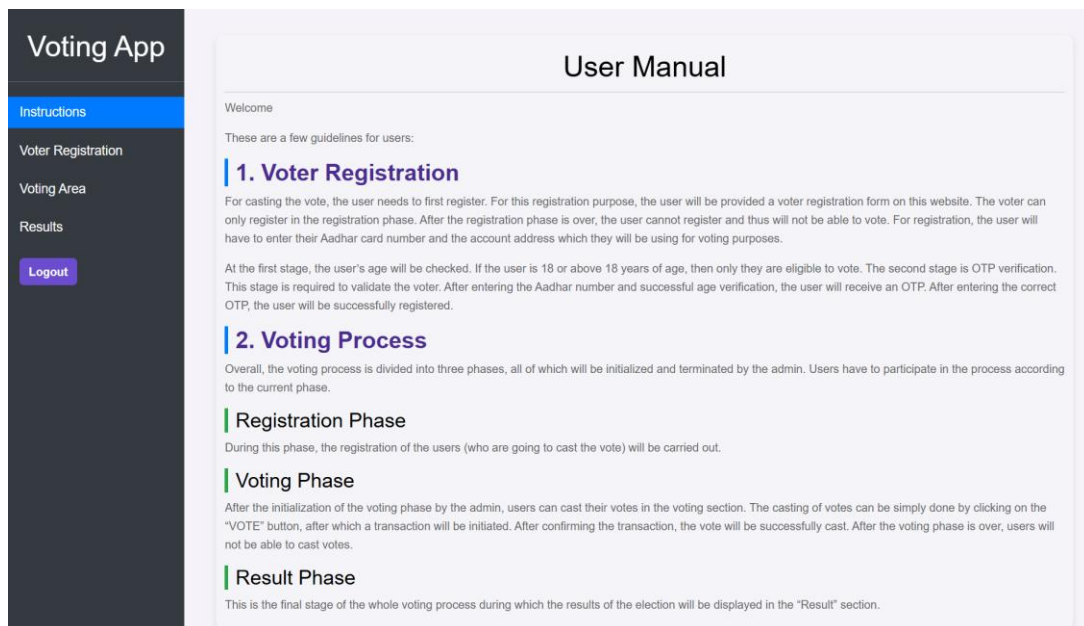 Voting App
Instructions
Voter Registration
Voting Area
Results
Logout
User Manual
Welcome
These are a few guidelines for users:
1. Voter Registration
For casting the vote, the user needs to first register. For this registration purpose, the user will be provided a voter registration form on this website. The voter can
only register in the registration phase. After the registration phase is over, the user cannot register and thus will not be able to vote. For registration, the user will
have to enter their Aadhar card number and the account address which they will be using for voting purposes.
At the first stage, the user's age will be checked. If the user is 18 or above 18 years of age, then only they are eligible to vote. The second stage is OTP verification.
This stage is required to validate the voter. After entering the Aadhar number and successful age verification, the user will receive an OTP. After entering the correct
OTP, the user will be successfully registered.
2. Voting Process
Overall, the voting process is divided into three phases, all of which will be initialized and terminated by the admin. Users have to participate in the process according
to the current phase.
Registration Phase
During this phase, the registration of the users (who are going to cast the vote) will be carried out.
Voting Phase
After the initialization of the voting phase by the admin, users can cast their votes in the voting section. The casting of votes can be simply done by clicking on the
“VOTE” button, after which a transaction will be initiated. After confirming the transaction, the vote will be successfully cast. After the voting phase is over, users will
not be able to cast votes.
Result Phase
This is the final stage of the whole voting process during which the results of the election will be displayed in the “Result” section.